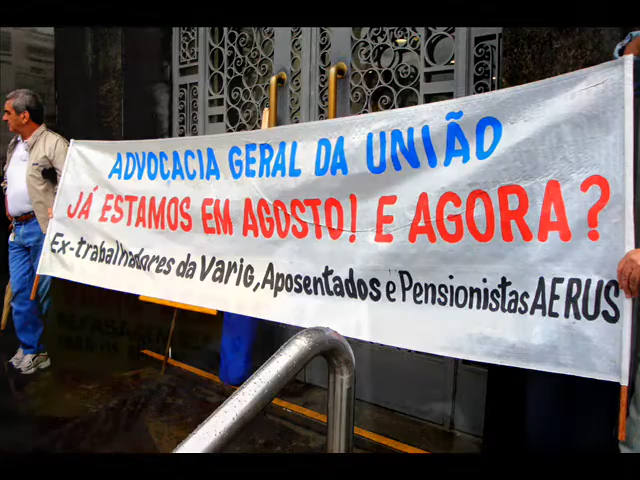 ADVOCACIA GERAL DA UNIÃO
JÁ ESTAMOS EM AGOSTO! E AGORA?
Ex-trabalhadores da VARIG, Aposentados e Pensionistas AERUS